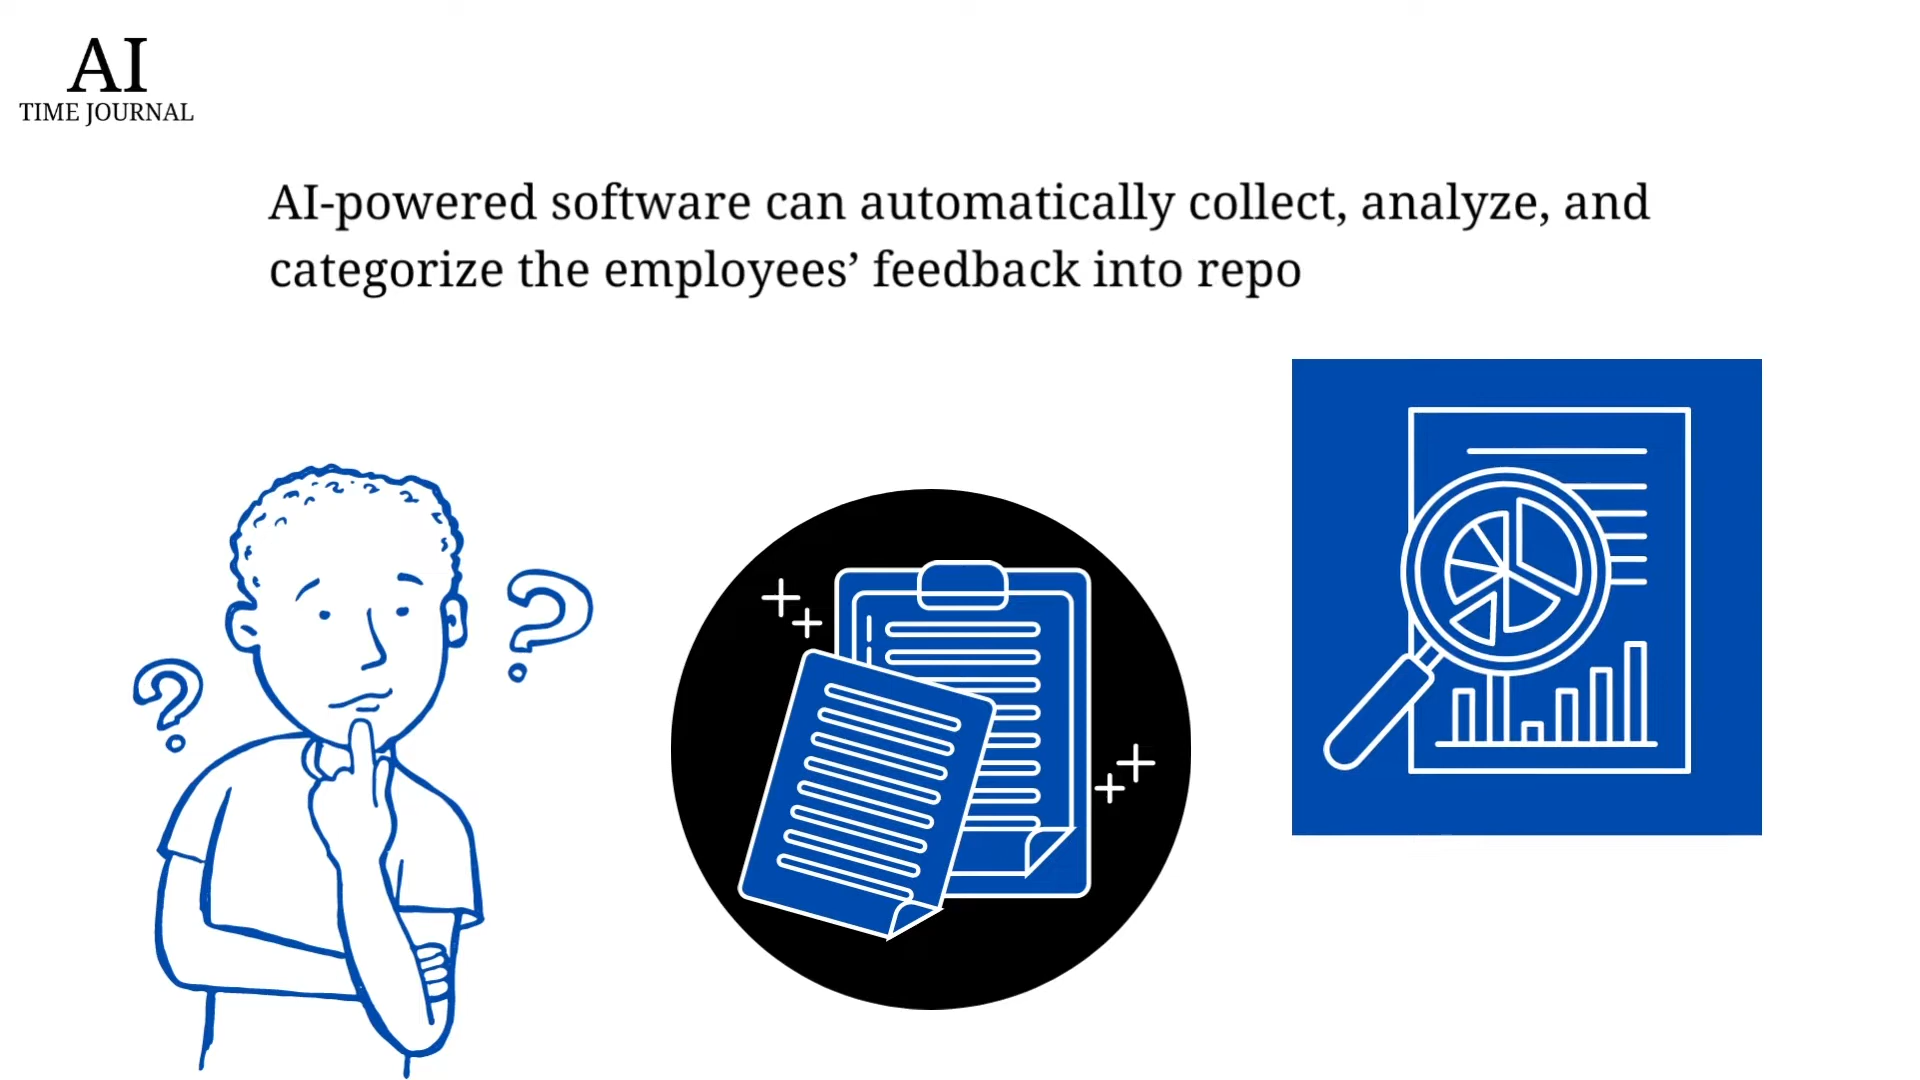 AI
TIME JOURNAL
AI-powered software can automatically collect, analyze, and
categorize the employees’ feedback into repo